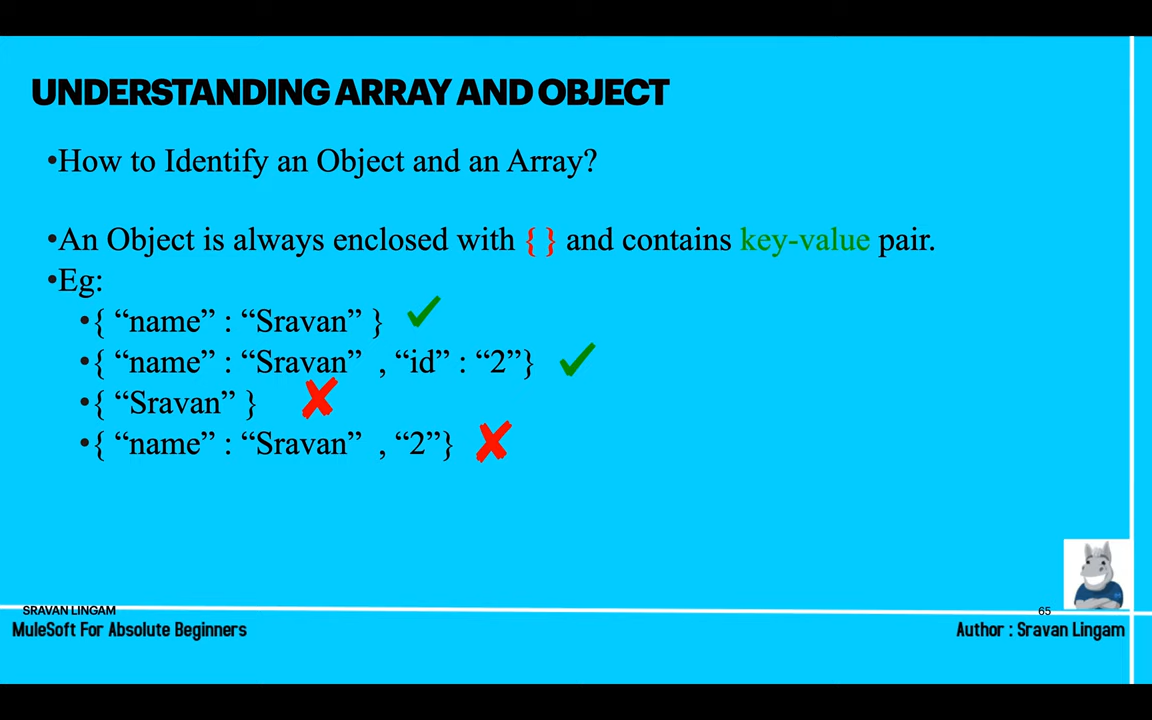 UNDERSTANDING ARRAY AND OBJECT
•How to Identify an Object and an Array?
•An Object is always enclosed with { } and contains key-value pair.
•Eg:
•{ “name” : “Sravan” }
•{ “name” : “Sravan” , “id” : “2”}
•{ “Sravan” }
•{ “name” : “Sravan” , “2”}
SRAVAN LINGAM
65
MuleSoft For Absolute Beginners
Author : Sravan Lingam